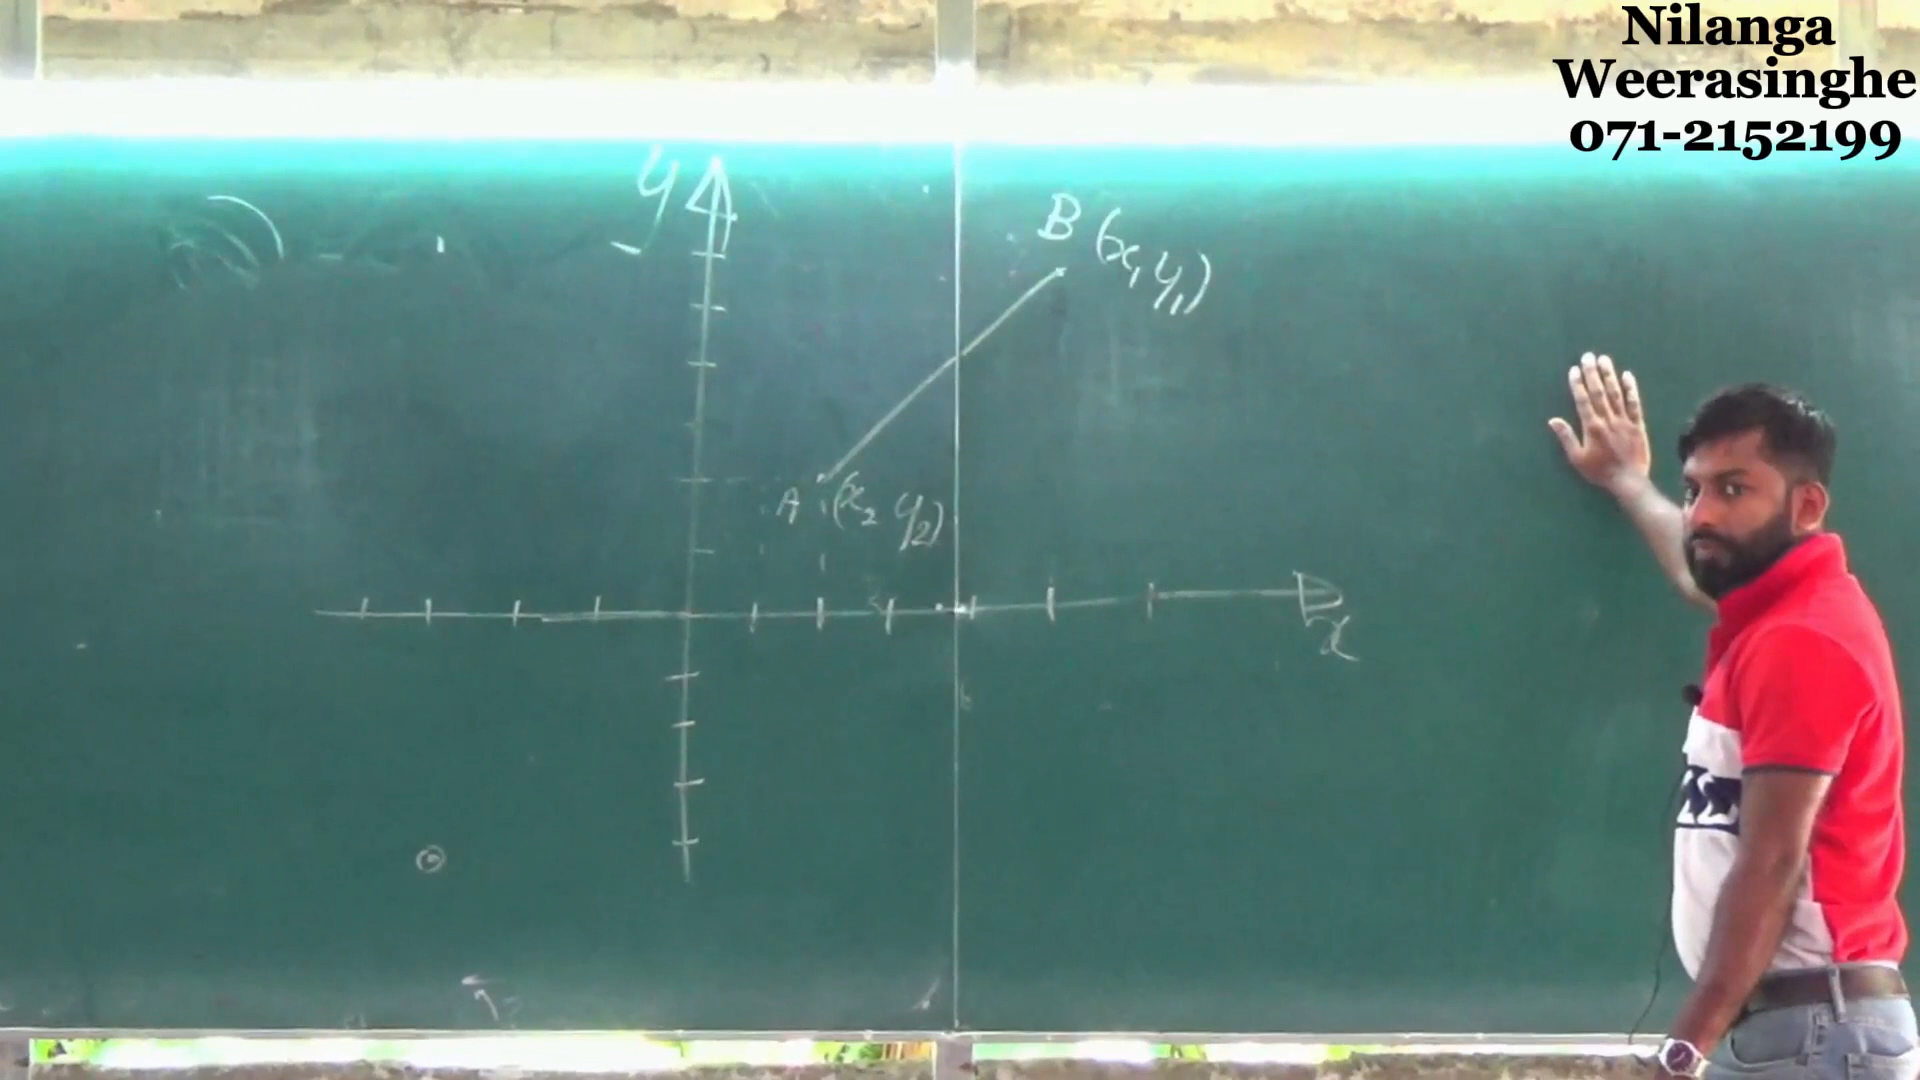 Nilanga
Weerasinghe
071-2152199
y
B (x₁ y₁)
A (x₂ y₂)
x